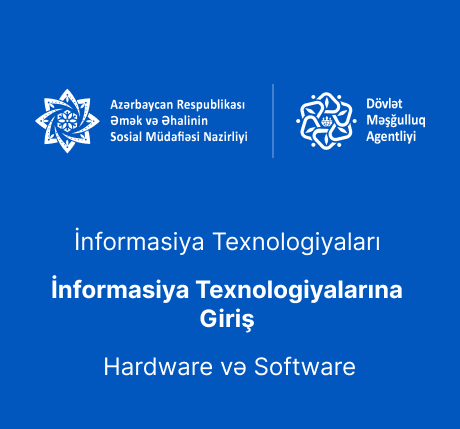 Azərbaycan Respublikası
Əmək və Əhalinin
Sosial Müdafiəsi Nazirliyi
Dövlət
Məşğulluq
Agentliyi
İnformasiya Texnologiyaları
İnformasiya Texnologiyalarına
Giriş
Hardware və Software